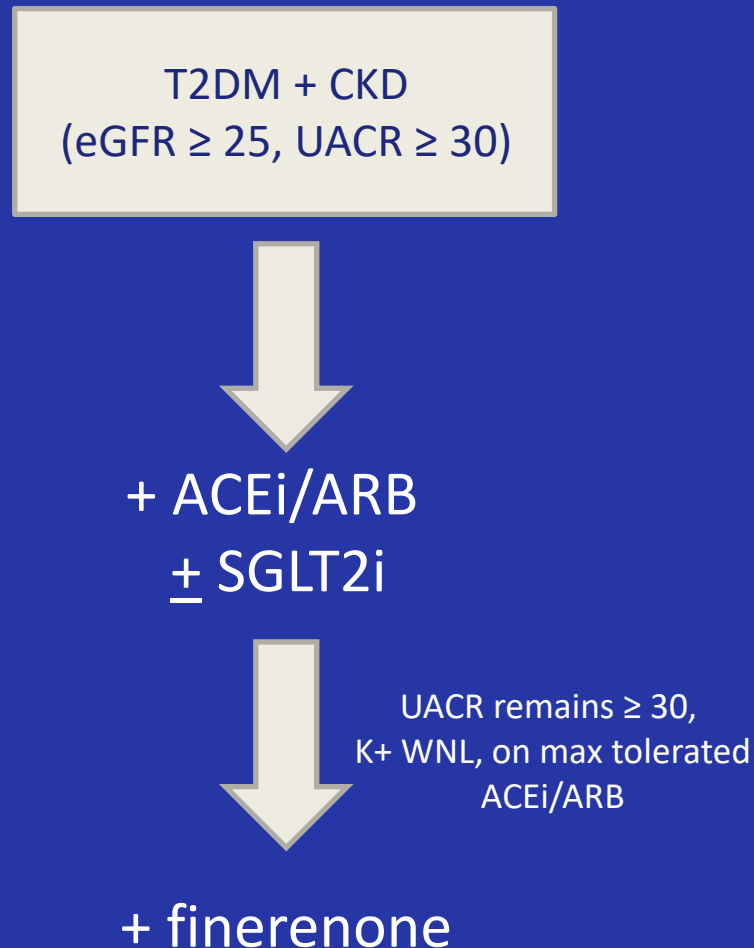 T2DM + CKD
(eGFR ≥ 25, UACR ≥ 30)
+ ACEi/ARB
± SGLT2i
UACR remains ≥ 30,
K+ WNL, on max tolerated
ACEi/ARB
+ finerenone